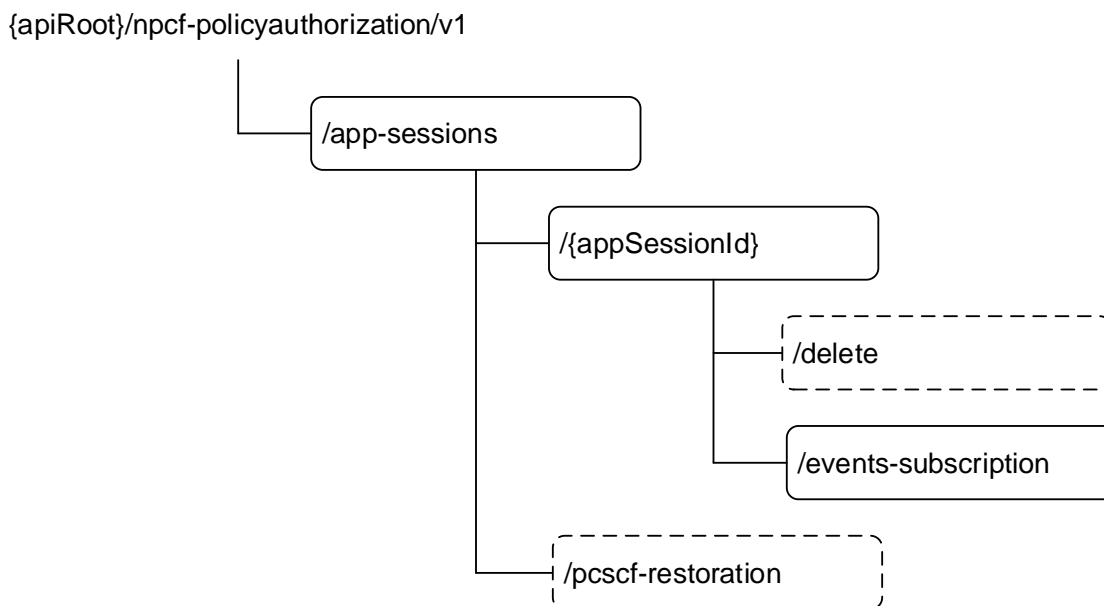 {apiRoot}/npcf-policyauthorization/v1
/app-sessions
/{appSessionId}
/delete
/events-subscription
/pcscf-restoration